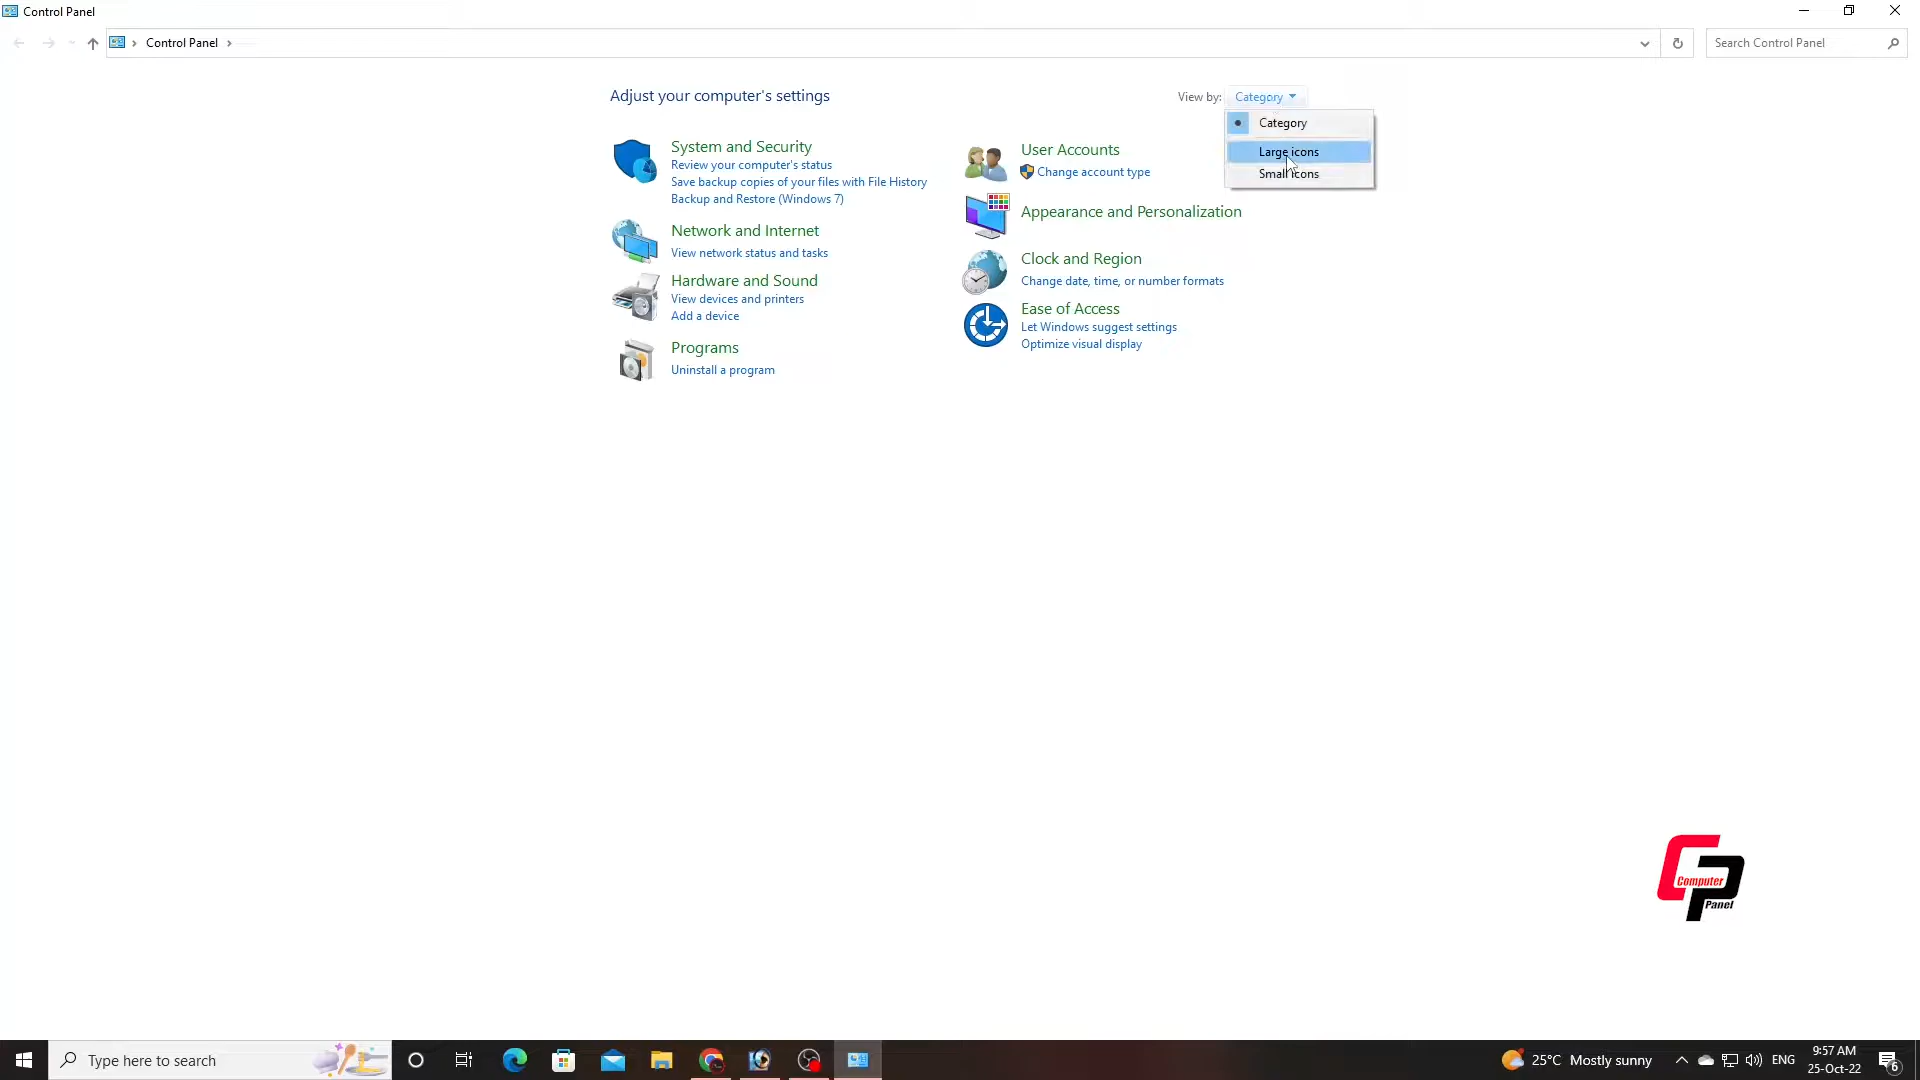 Control Panel
Control Panel
Search Control Panel
Adjust your computer's settings
View by: Category
Category
Large icons
Small icons
System and Security
Review your computer's status
Save backup copies of your files with File History
Backup and Restore (Windows 7)
Network and Internet
View network status and tasks
Hardware and Sound
View devices and printers
Add a device
Programs
Uninstall a program
User Accounts
Change account type
Appearance and Personalization
Clock and Region
Change date, time, or number formats
Ease of Access
Let Windows suggest settings
Optimize visual display
CP
Computer
Panel
Type here to search
25°C Mostly sunny
ENG
9:57 AM
25-Oct-22
6